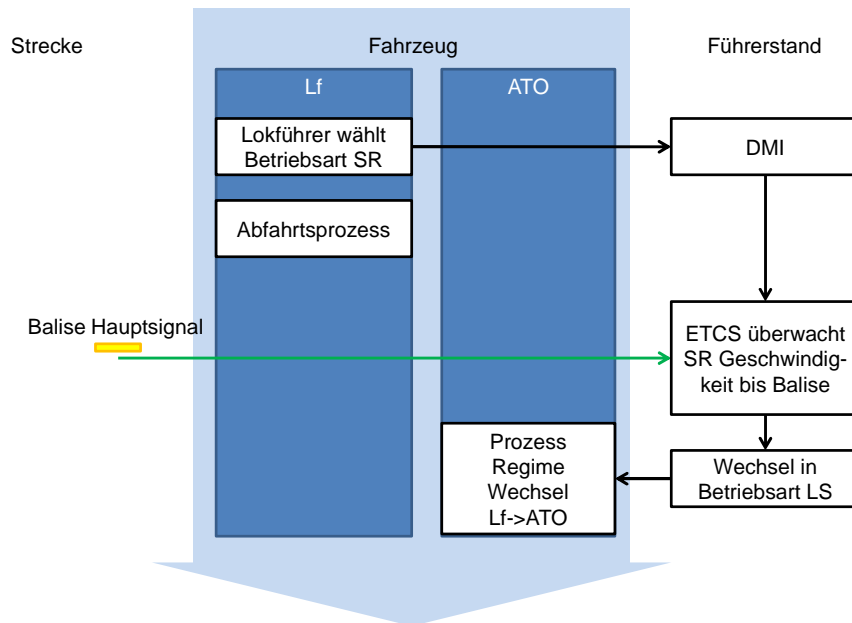 Strecke
Fahrzeug
Führerstand
Lf
ATO
Lokführer wählt
Betriebsart SR
DMI
Abfahrtsprozess
Balise Hauptsignal
ETCS überwacht
SR Geschwindig-
keit bis Balise
Prozess
Regime
Wechsel
Lf->ATO
Wechsel in
Betriebsart LS